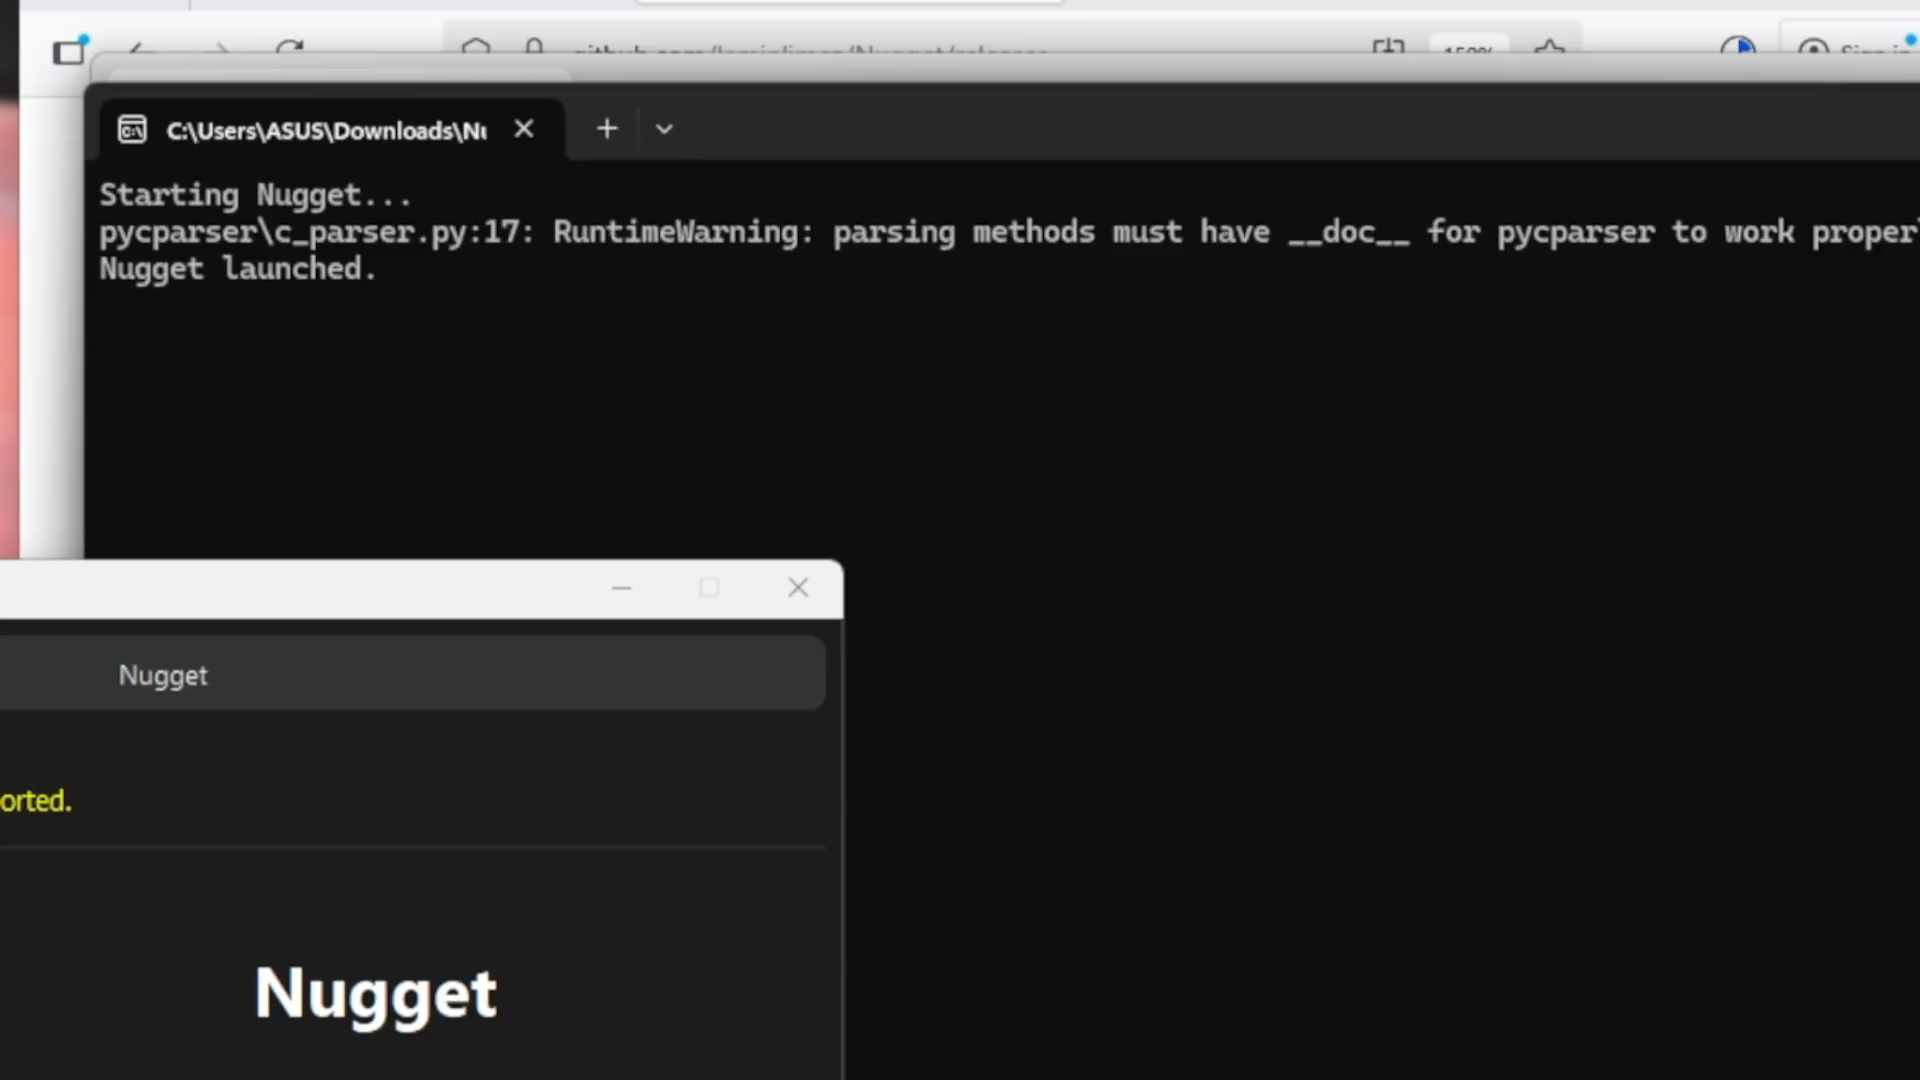 C:\Users\ASUS\Downloads\Nu
Starting Nugget...
pycparser\c_parser.py:17: RuntimeWarning: parsing methods must have __doc__ for pycparser to work proper
Nugget launched.
Nugget
orted.
Nugget